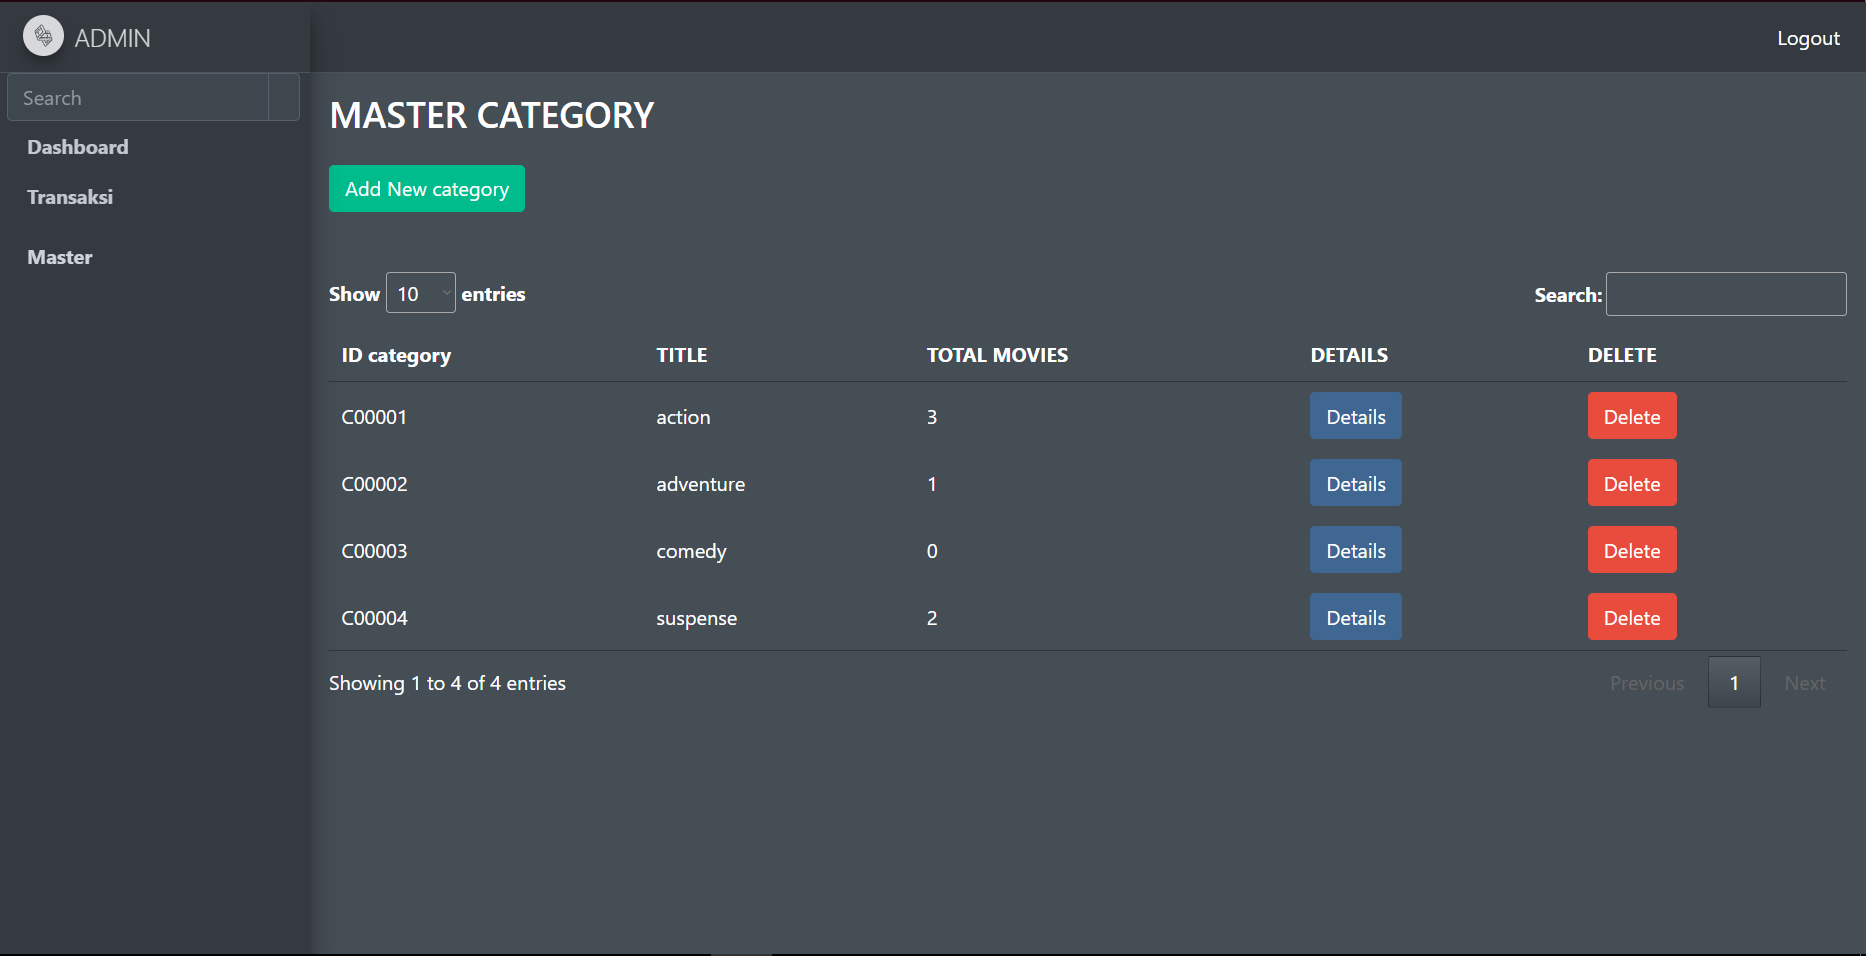 ADMIN
Logout
Search
Dashboard
Transaksi
Master
MASTER CATEGORY
Add New category
Show 10 entries
Search:
ID category TITLE TOTAL MOVIES DETAILS DELETE
C00001 action 3 Details Delete
C00002 adventure 1 Details Delete
C00003 comedy 0 Details Delete
C00004 suspense 2 Details Delete
Showing 1 to 4 of 4 entries
Previous 1 Next